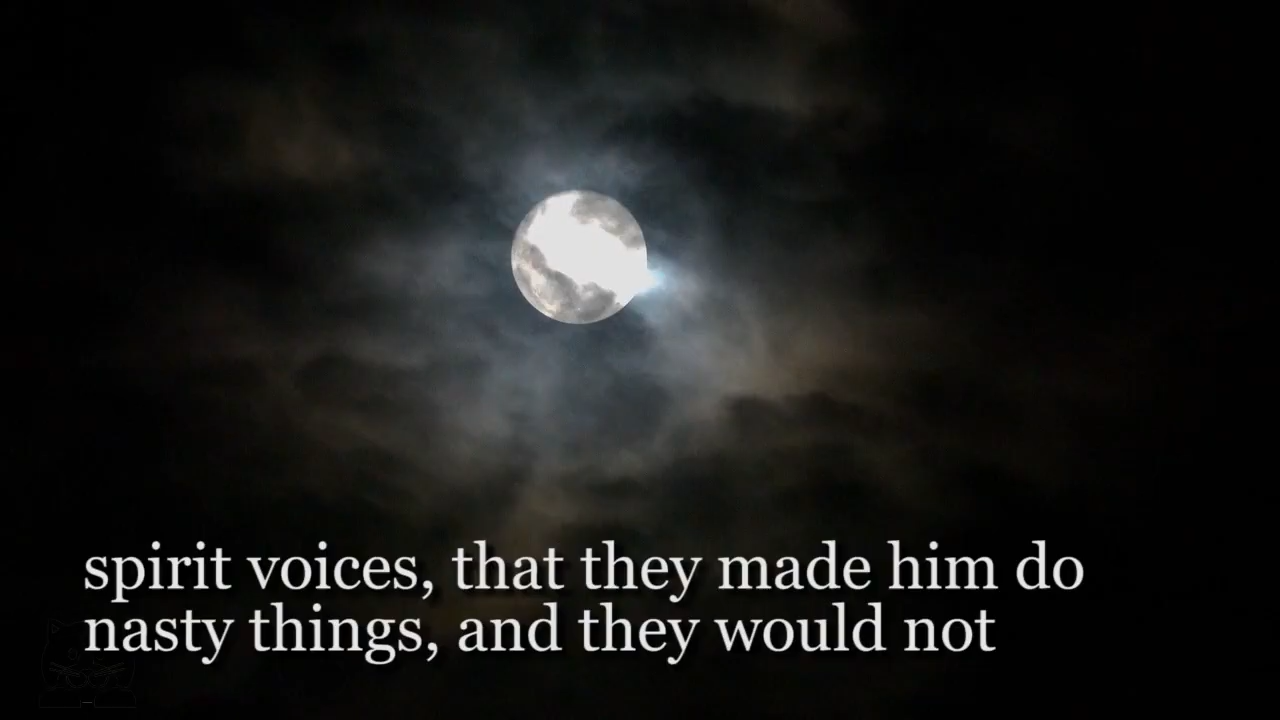 spirit voices, that they made him do
nasty things, and they would not